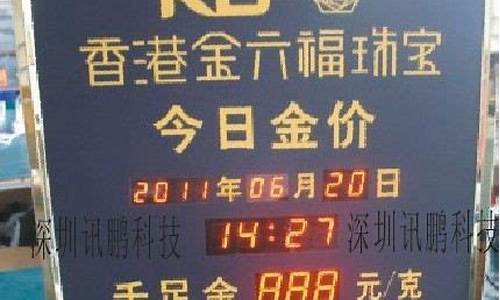 香港金六福珠宝
今日金价
2011年06月20日
14:27
深圳讯鹏科技 深圳讯鹏科技
千足金 888 元/克